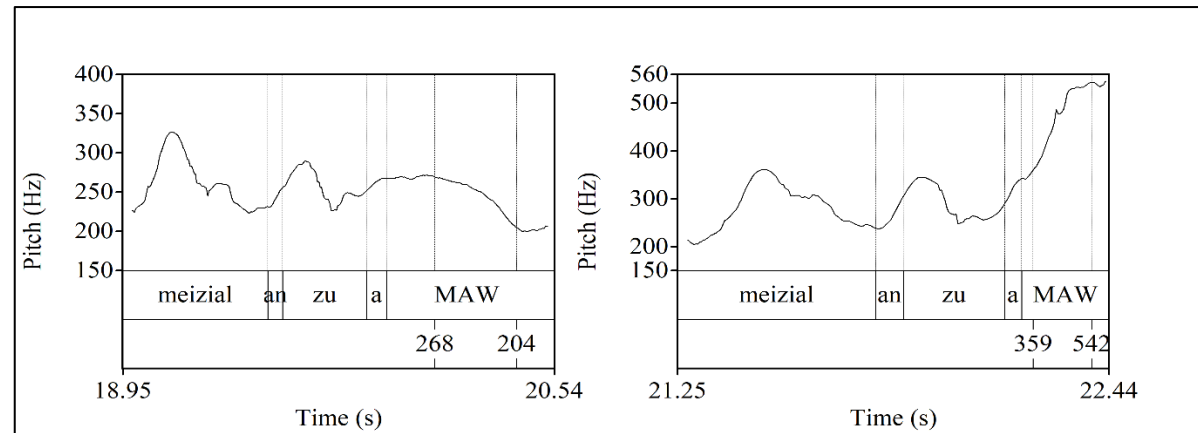 400
350
300
250
200
150
Pitch (Hz)
meizial an zu a MAW
268 204
18.95 20.54
Time (s)
560
500
400
300
200
150
Pitch (Hz)
meizial an zu a MAW
359 542
21.25 22.44
Time (s)